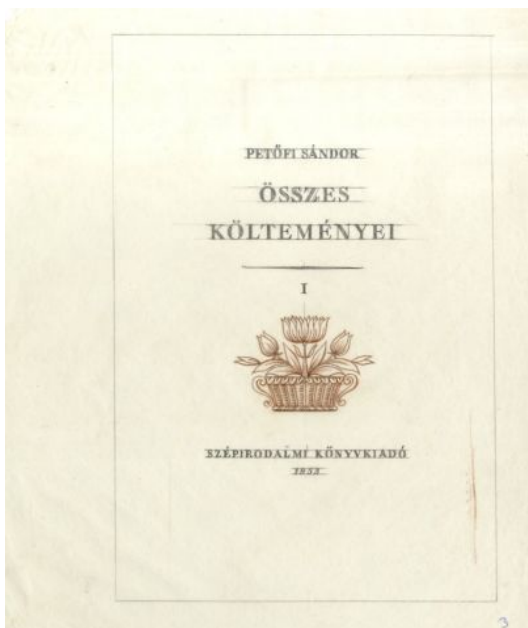 PETŐFI SÁNDOR
ÖSSZES
KÖLTEMÉNYEI
I
SZÉPIRODALMI KÖNYVKIADÓ
3